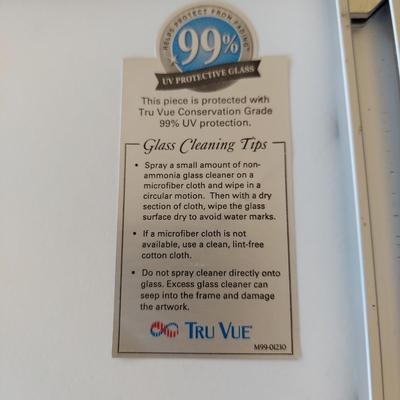 HELPS PROTECT FROM FADING
99%
UV PROTECTIVE GLASS
This piece is protected with
Tru Vue Conservation Grade
99% UV protection.
Glass Cleaning Tips
• Spray a small amount of non-
ammonia glass cleaner on a
microfiber cloth and wipe in a
circular motion. Then with a dry
section of cloth, wipe the glass
surface dry to avoid water marks.
• If a microfiber cloth is not
available, use a clean, lint-free
cotton cloth.
• Do not spray cleaner directly onto
glass. Excess glass cleaner can
seep into the frame and damage
the artwork.
TRU VUE®
M99-01210